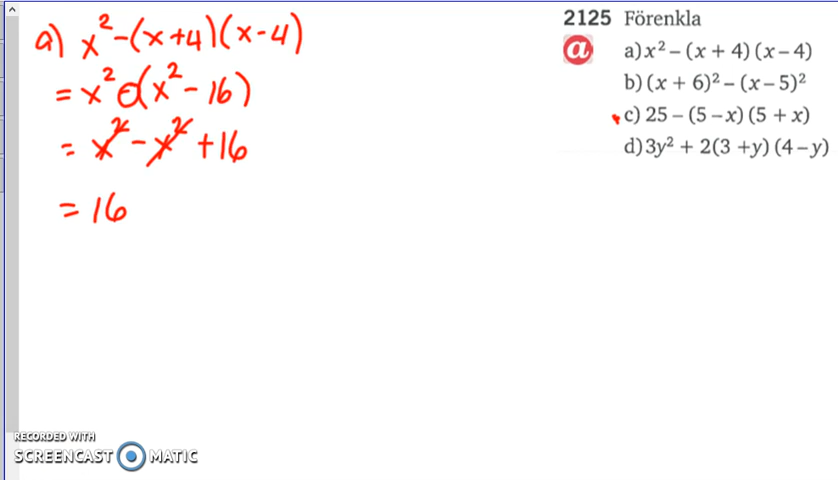 a) x² - (x+4)(x-4)
= x² - (x² - 16)
= x² - x² + 16
= 16
2125 Förenkla
a
a) x² – (x + 4) (x – 4)
b) (x + 6)² – (x – 5)²
c) 25 – (5 – x) (5 + x)
d) 3y² + 2(3 + y) (4 – y)
RECORDED WITH
SCREENCAST MATIC